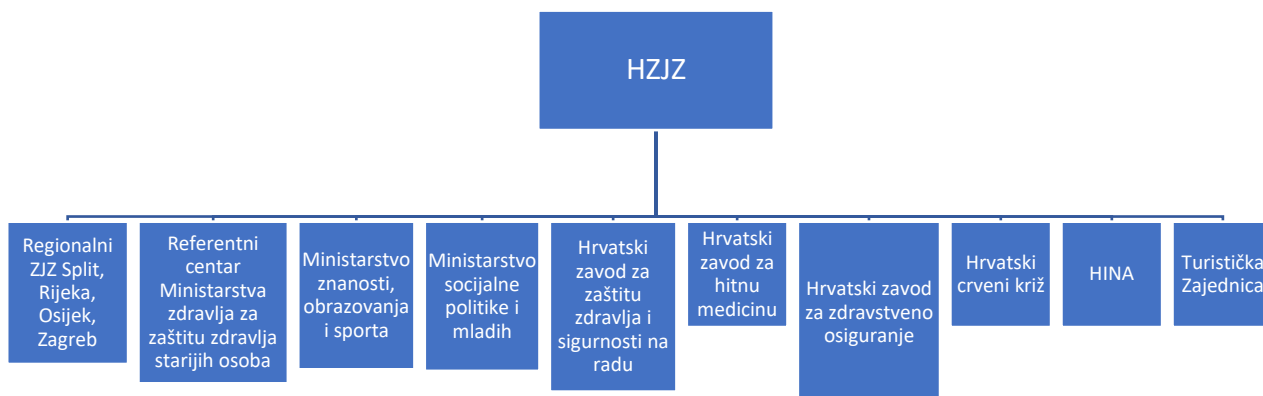 HZJZ
Regionalni
ZJZ Split,
Rijeka,
Osijek,
Zagreb
Referentni
centar
Ministarstva
zdravlja za
zaštitu zdravlja
starijih osoba
Ministarstvo
znanosti,
obrazovanja
i sporta
Ministarstvo
socijalne
politike i
mladih
Hrvatski
zavod za
zaštitu
zdravlja i
sigurnosti na
radu
Hrvatski
zavod za
hitnu
medicinu
Hrvatski zavod
za zdravstveno
osiguranje
Hrvatski
crveni križ
HINA
Turistička
Zajednica